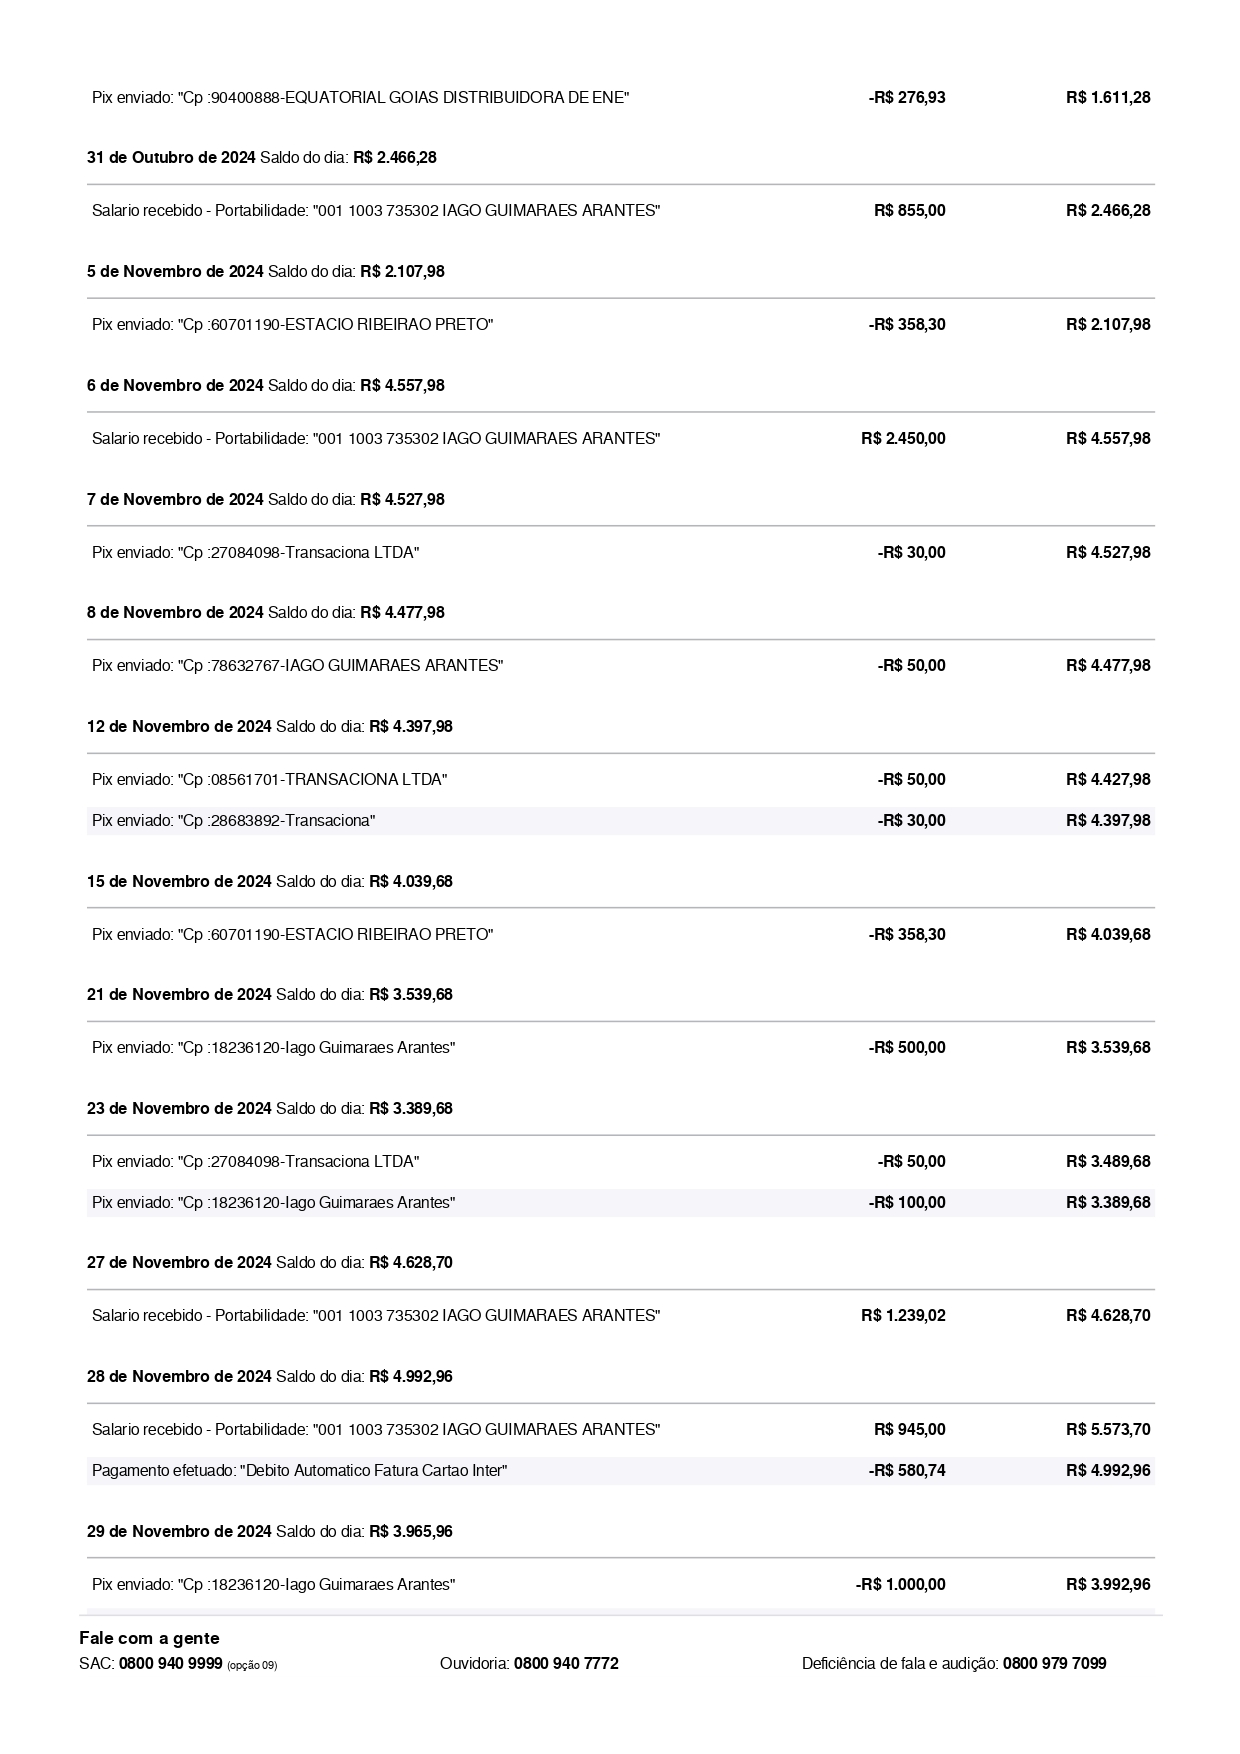 Pix enviado: "Cp :90400888-EQUATORIAL GOIAS DISTRIBUIDORA DE ENE" -R$ 276,93 R$ 1.611,28
31 de Outubro de 2024 Saldo do dia: R$ 2.466,28
Salario recebido - Portabilidade: "001 1003 735302 IAGO GUIMARAES ARANTES" R$ 855,00 R$ 2.466,28
5 de Novembro de 2024 Saldo do dia: R$ 2.107,98
Pix enviado: "Cp :60701190-ESTACIO RIBEIRAO PRETO" -R$ 358,30 R$ 2.107,98
6 de Novembro de 2024 Saldo do dia: R$ 4.557,98
Salario recebido - Portabilidade: "001 1003 735302 IAGO GUIMARAES ARANTES" R$ 2.450,00 R$ 4.557,98
7 de Novembro de 2024 Saldo do dia: R$ 4.527,98
Pix enviado: "Cp :27084098-Transaciona LTDA" -R$ 30,00 R$ 4.527,98
8 de Novembro de 2024 Saldo do dia: R$ 4.477,98
Pix enviado: "Cp :78632767-IAGO GUIMARAES ARANTES" -R$ 50,00 R$ 4.477,98
12 de Novembro de 2024 Saldo do dia: R$ 4.397,98
Pix enviado: "Cp :08561701-TRANSACIONA LTDA" -R$ 50,00 R$ 4.427,98
Pix enviado: "Cp :28683892-Transaciona" -R$ 30,00 R$ 4.397,98
15 de Novembro de 2024 Saldo do dia: R$ 4.039,68
Pix enviado: "Cp :60701190-ESTACIO RIBEIRAO PRETO" -R$ 358,30 R$ 4.039,68
21 de Novembro de 2024 Saldo do dia: R$ 3.539,68
Pix enviado: "Cp :18236120-Iago Guimaraes Arantes" -R$ 500,00 R$ 3.539,68
23 de Novembro de 2024 Saldo do dia: R$ 3.389,68
Pix enviado: "Cp :27084098-Transaciona LTDA" -R$ 50,00 R$ 3.489,68
Pix enviado: "Cp :18236120-Iago Guimaraes Arantes" -R$ 100,00 R$ 3.389,68
27 de Novembro de 2024 Saldo do dia: R$ 4.628,70
Salario recebido - Portabilidade: "001 1003 735302 IAGO GUIMARAES ARANTES" R$ 1.239,02 R$ 4.628,70
28 de Novembro de 2024 Saldo do dia: R$ 4.992,96
Salario recebido - Portabilidade: "001 1003 735302 IAGO GUIMARAES ARANTES" R$ 945,00 R$ 5.573,70
Pagamento efetuado: "Debito Automatico Fatura Cartao Inter" -R$ 580,74 R$ 4.992,96
29 de Novembro de 2024 Saldo do dia: R$ 3.965,96
Pix enviado: "Cp :18236120-Iago Guimaraes Arantes" -R$ 1.000,00 R$ 3.992,96
Fale com a gente
SAC: 0800 940 9999 (opção 09) Ouvidoria: 0800 940 7772 Deficiência de fala e audição: 0800 979 7099